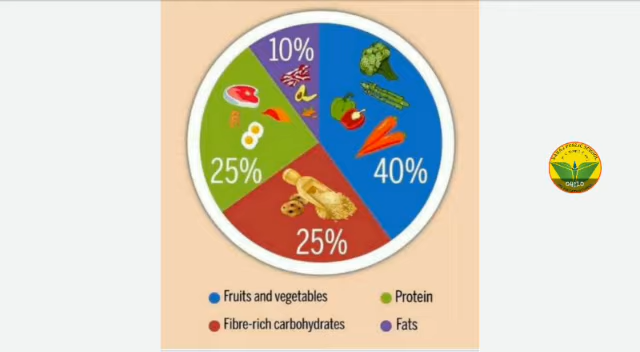 10%
25%
40%
25%
Fruits and vegetables
Protein
Fibre-rich carbohydrates
Fats